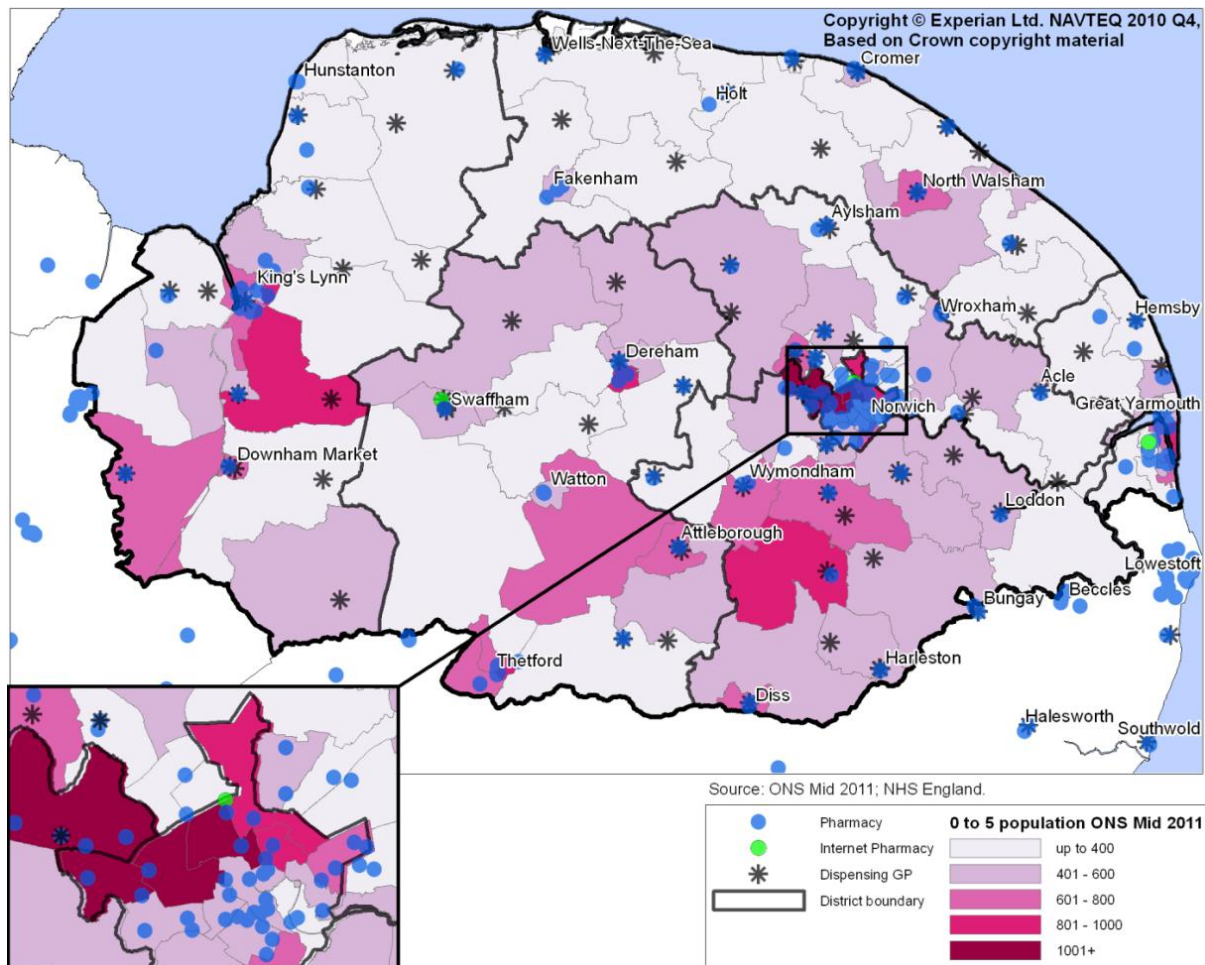 Copyright © Experian Ltd. NAVTEQ 2010 Q4,
Based on Crown copyright material
Wells-Next-The-Sea
Cromer
Hunstanton
Holt
Fakenham
North Walsham
Aylsham
King's Lynn
Wroxham
Hemsby
Dereham
Acle
Swaffham
Norwich
Great Yarmouth
Downham Market
Wymondham
Watton
Loddon
Attleborough
Lowestoft
Bungay
Beccles
Thetford
Harleston
Diss
Halesworth
Southwold
Source: ONS Mid 2011; NHS England.
Pharmacy
Internet Pharmacy
Dispensing GP
District boundary
0 to 5 population ONS Mid 2011
up to 400
401 - 600
601 - 800
801 - 1000
1001+